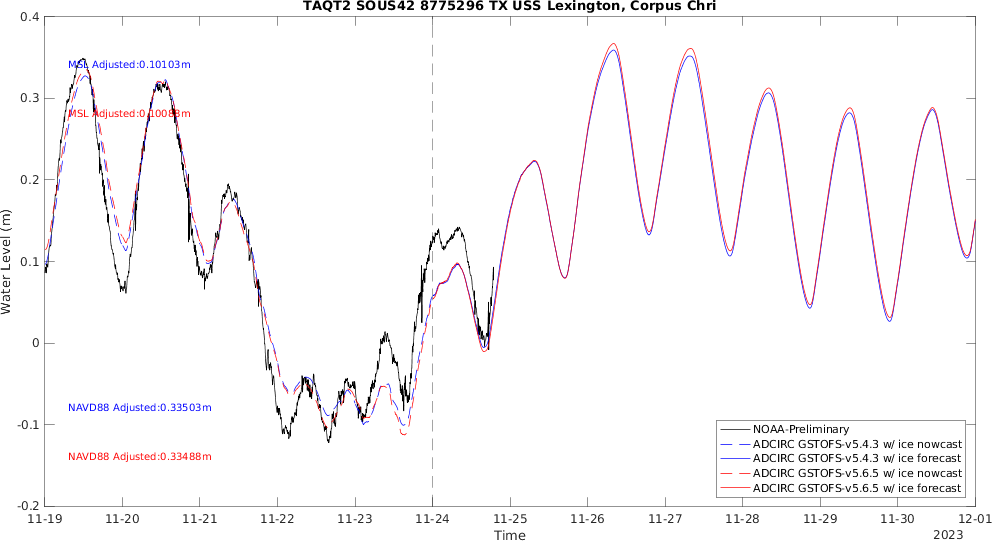 TAQT2 SOUS42 8775296 TX USS Lexington, Corpus Chri
0.4
0.3
0.2
0.1
0
-0.1
-0.2
Water Level (m)
MSL Adjusted:0.10103m
MSL Adjusted:0.10083m
NAVD88 Adjusted:0.33503m
NAVD88 Adjusted:0.33488m
NOAA-Preliminary
ADCIRC GSTOFS-v5.4.3 w/ ice nowcast
ADCIRC GSTOFS-v5.4.3 w/ ice forecast
ADCIRC GSTOFS-v5.6.5 w/ ice nowcast
ADCIRC GSTOFS-v5.6.5 w/ ice forecast
11-19 11-20 11-21 11-22 11-23 11-24 11-25 11-26 11-27 11-28 11-29 11-30 12-01
Time
2023